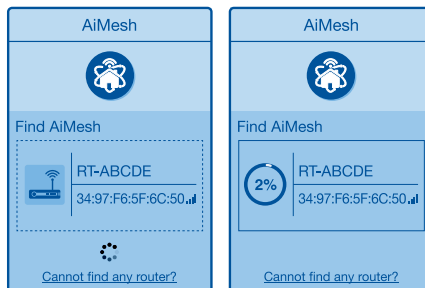 AiMesh
Find AiMesh
RT-ABCDE
34:97:F6:5F:6C:50
Cannot find any router?
AiMesh
Find AiMesh
2%
RT-ABCDE
34:97:F6:5F:6C:50
Cannot find any router?